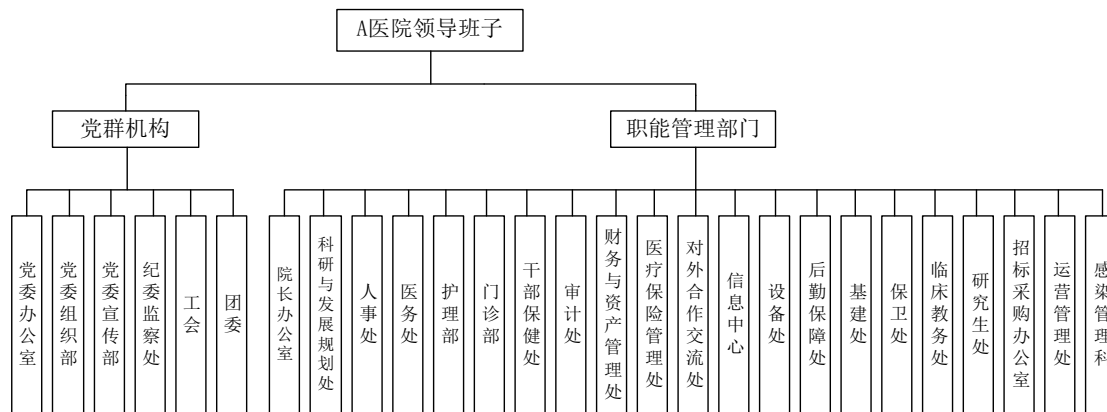 A医院领导班子
党群机构
职能管理部门
党委办公室
党委组织部
党委宣传部
纪委监察处
工会
团委
院长办公室
科研与发展规划处
人事处
医务处
护理部
门诊部
干部保健处
审计处
财务与资产管理处
医疗保险管理处
对外合作交流处
信息中心
设备处
后勤保障处
基建处
保卫处
临床教务处
研究生处
招标采购办公室
运营管理处
感染管理科